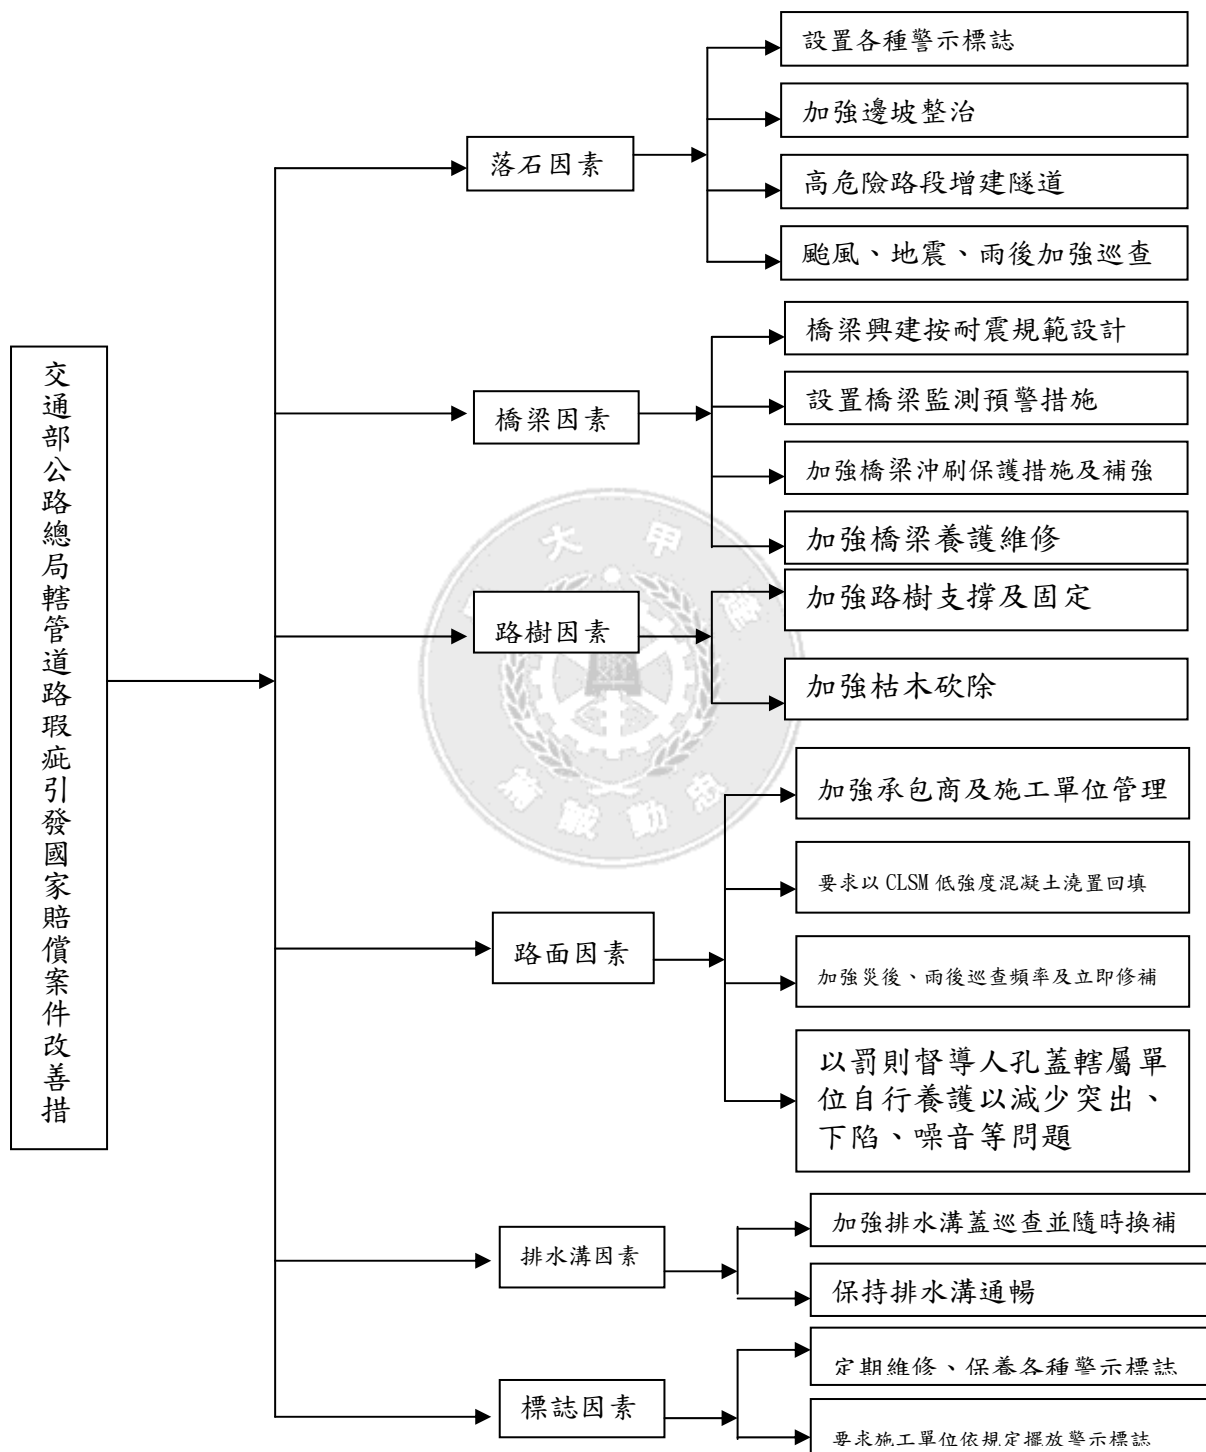 交通部公路總局轄管道路瑕疵引發國家賠償案件改善措
落石因素
設置各種警示標誌
加強邊坡整治
高危險路段增建隧道
颱風、地震、雨後加強巡查
橋梁因素
橋梁興建按耐震規範設計
設置橋梁監測預警措施
加強橋梁沖刷保護措施及補強
加強橋梁養護維修
路樹因素
加強路樹支撐及固定
加強枯木砍除
路面因素
加強承包商及施工單位管理
要求以 CLSM 低強度混凝土澆置回填
加強災後、雨後巡查頻率及立即修補
以罰則督導人孔蓋轄屬單
位自行養護以減少突出、
下陷、噪音等問題
排水溝因素
加強排水溝蓋巡查並隨時換補
保持排水溝通暢
標誌因素
定期維修、保養各種警示標誌
要求施工單位依規定擺放警示標誌
大甲逢
勤誠